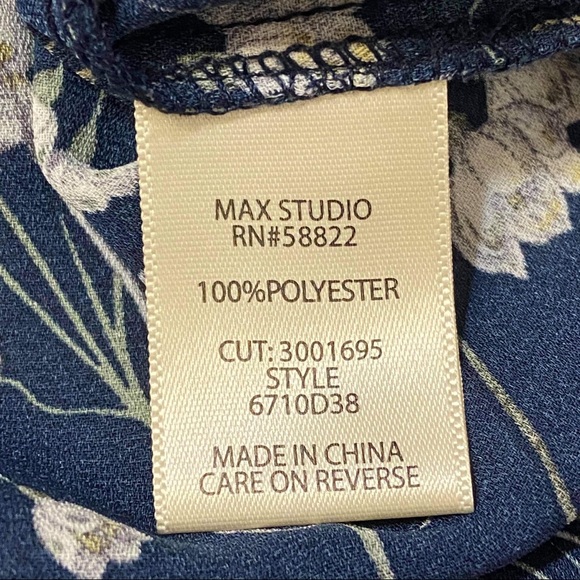 MAX STUDIO
RN#58822
100%POLYESTER
CUT: 3001695
STYLE
6710D38
MADE IN CHINA
CARE ON REVERSE